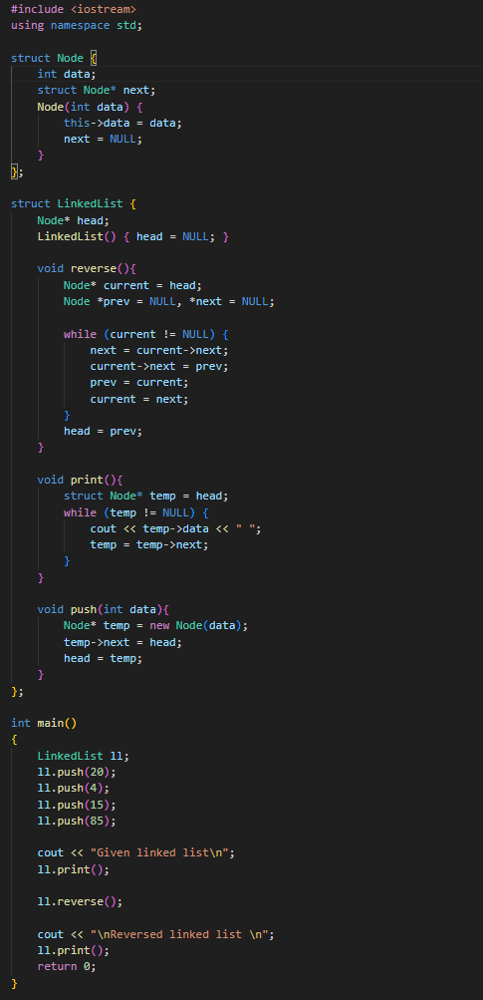 #include <iostream>
using namespace std;

struct Node {
    int data;
    struct Node* next;
    Node(int data) {
        this->data = data;
        next = NULL;
    }
};

struct LinkedList {
    Node* head;
    LinkedList() { head = NULL; }

    void reverse(){
        Node* current = head;
        Node *prev = NULL, *next = NULL;

        while (current != NULL) {
            next = current->next;
            current->next = prev;
            prev = current;
            current = next;
        }
        head = prev;
    }

    void print(){
        struct Node* temp = head;
        while (temp != NULL) {
            cout << temp->data << " ";
            temp = temp->next;
        }
    }

    void push(int data){
        Node* temp = new Node(data);
        temp->next = head;
        head = temp;
    }
};

int main()
{
    LinkedList ll;
    ll.push(20);
    ll.push(4);
    ll.push(15);
    ll.push(85);

    cout << "Given linked list\n";
    ll.print();

    ll.reverse();

    cout << "\nReversed linked list \n";
    ll.print();
    return 0;
}